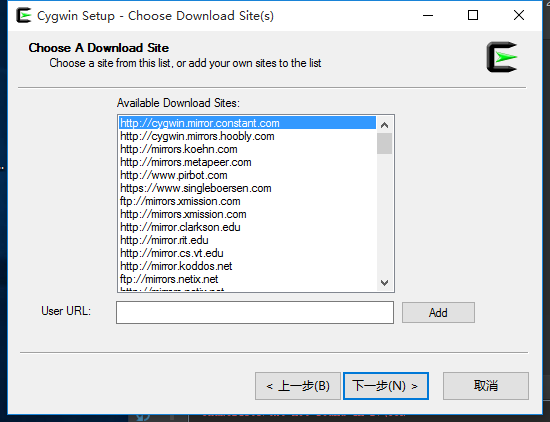 Cygwin Setup - Choose Download Site(s)
Choose A Download Site
Choose a site from this list, or add your own sites to the list
Available Download Sites:
http://cygwin.mirror.constant.com
http://cygwin.mirrors.hoobly.com
http://mirrors.koehn.com
http://mirrors.metapeer.com
http://www.pirbot.com
https://www.singleboersen.com
ftp://mirrors.xmission.com
http://mirrors.xmission.com
http://mirror.clarkson.edu
http://mirror.rit.edu
http://mirror.cs.vt.edu
http://mirror.koddos.net
ftp://mirrors.netix.net
http://mirrors.netix.net
User URL:
Add
< 上一步(B)
下一步(N) >
取消